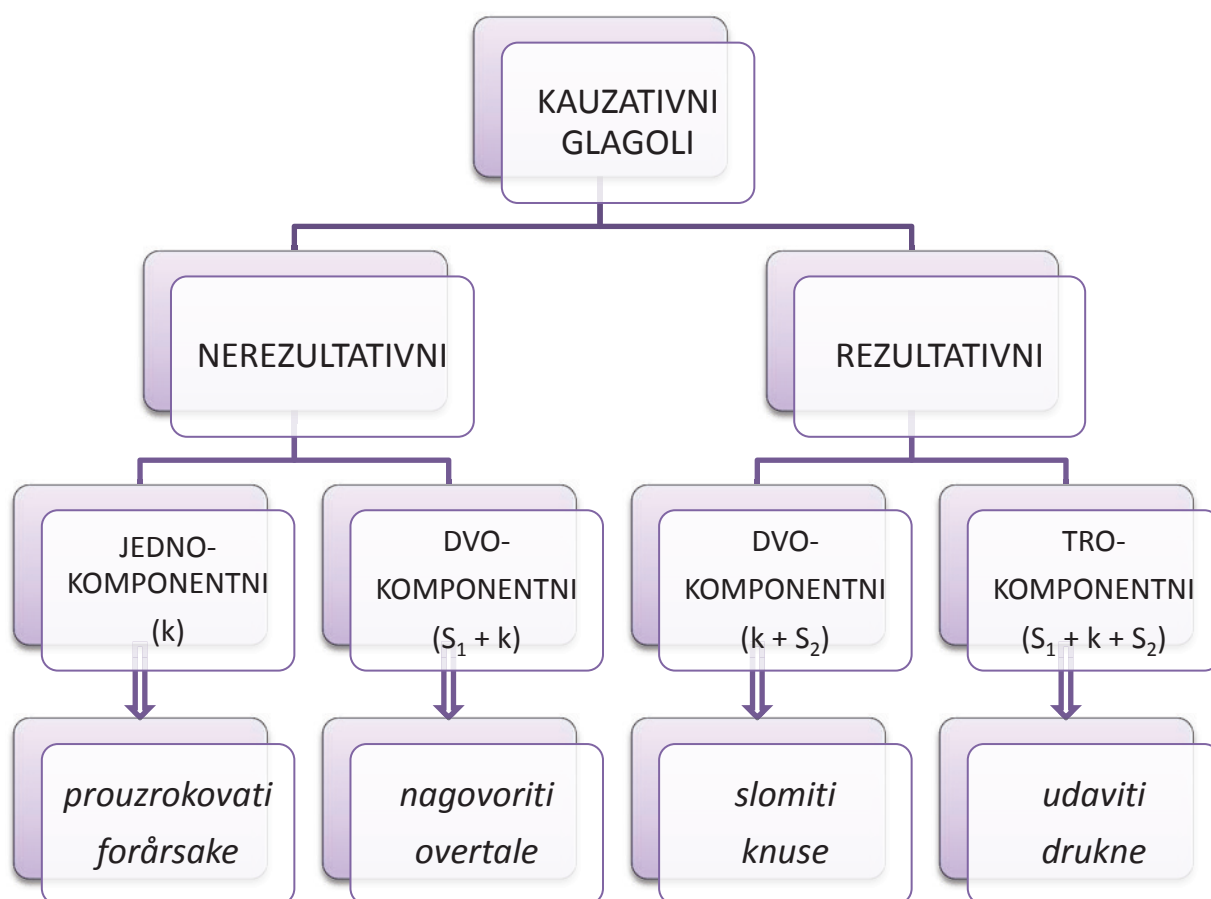 KAUZATIVNI
GLAGOLI
NEREZULTATIVNI
REZULTATIVNI
JEDNO-
KOMPONENTNI
(k)
DVO-
KOMPONENTNI
(S₁ + k)
DVO-
KOMPONENTNI
(k + S₂)
TRO-
KOMPONENTNI
(S₁ + k + S₂)
prouzrokovati
forårsake
nagovoriti
overtale
slomiti
knuse
udaviti
drukne